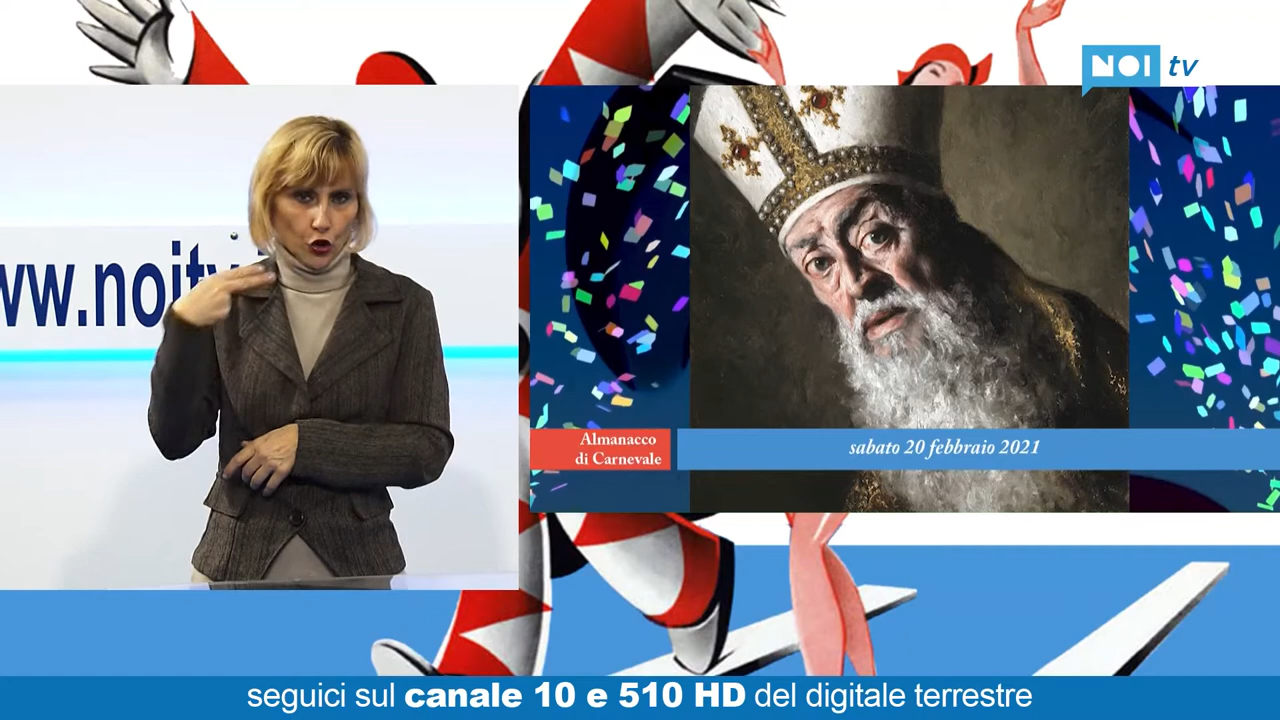 NOI tv
ww.noitv.i
Almanacco
di Carnevale
sabato 20 febbraio 2021
seguici sul canale 10 e 510 HD del digitale terrestre